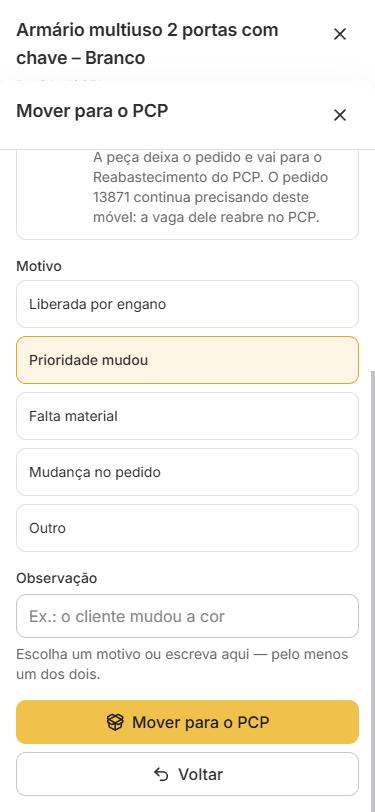 Armário multiuso 2 portas com
chave – Branco
Mover para o PCP
A peça deixa o pedido e vai para o
Reabastecimento do PCP. O pedido
13871 continua precisando deste
móvel: a vaga dele reabre no PCP.
Motivo
Liberada por engano
Prioridade mudou
Falta material
Mudança no pedido
Outro
Observação
Ex.: o cliente mudou a cor
Escolha um motivo ou escreva aqui — pelo menos
um dos dois.
Mover para o PCP
Voltar